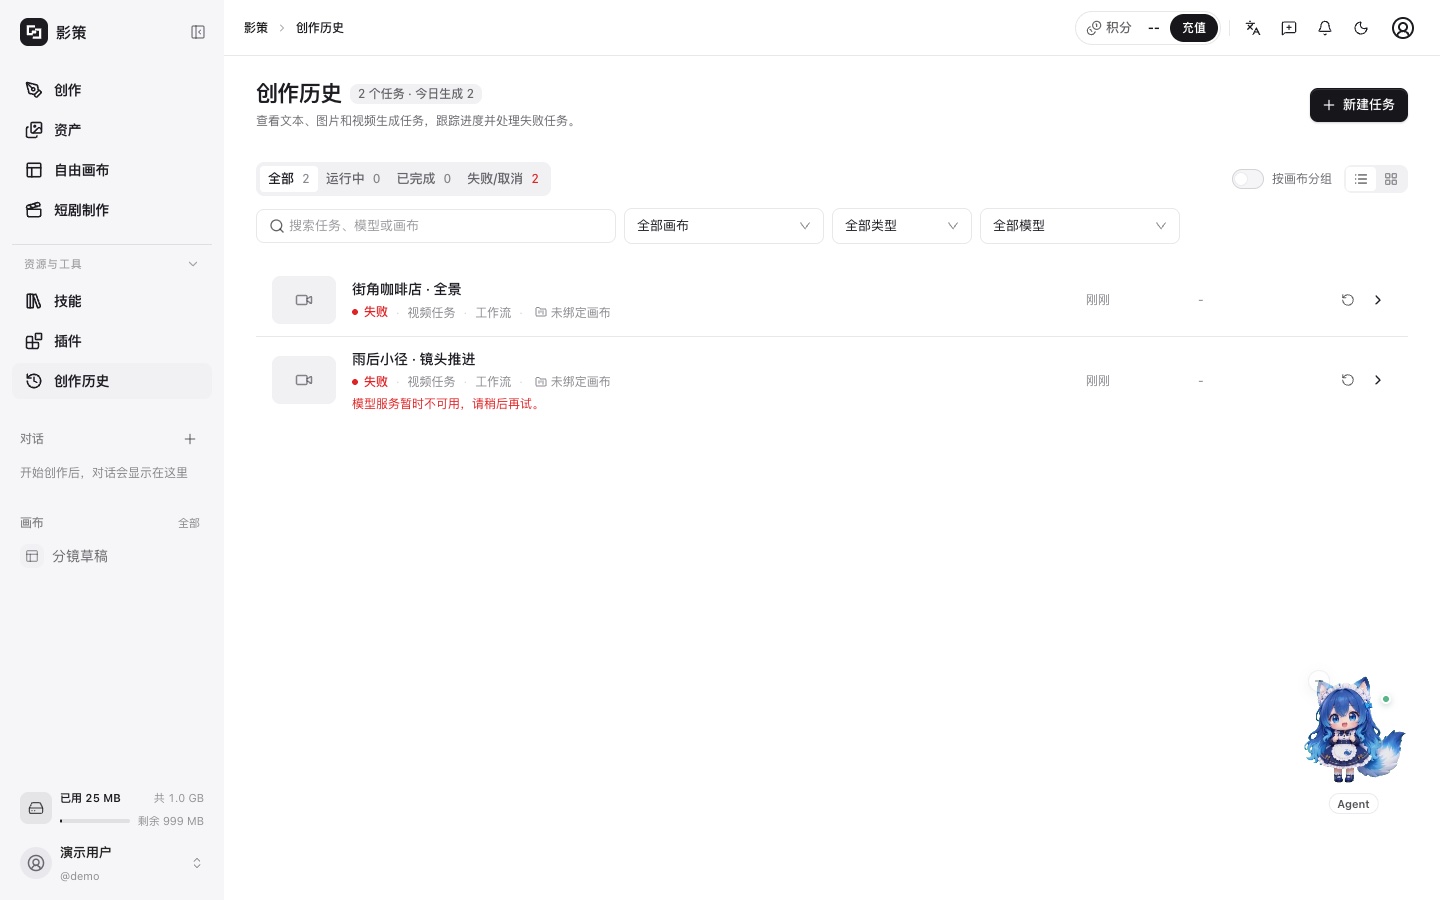 影策
创作
资产
自由画布
短剧制作
资源与工具
技能
插件
创作历史
对话
开始创作后，对话会显示在这里
画布 全部
分镜草稿
已用 25 MB 共 1.0 GB
剩余 999 MB
演示用户
@demo
影策 创作历史
积分 -- 充值
创作历史 2 个任务 · 今日生成 2
查看文本、图片和视频生成任务，跟踪进度并处理失败任务。
新建任务
全部 2 运行中 0 已完成 0 失败/取消 2
按画布分组
搜索任务、模型或画布 全部画布 全部类型 全部模型
街角咖啡店 · 全景
失败 · 视频任务 · 工作流 · 未绑定画布
刚刚 -
雨后小径 · 镜头推进
失败 · 视频任务 · 工作流 · 未绑定画布
模型服务暂时不可用，请稍后再试。
刚刚 -
Agent